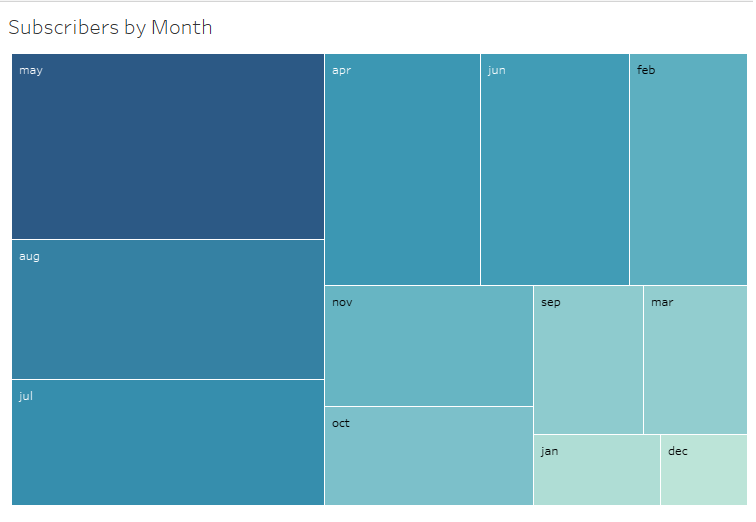 Subscribers by Month
may
apr
jun
feb
aug
nov
sep
mar
jul
oct
jan
dec